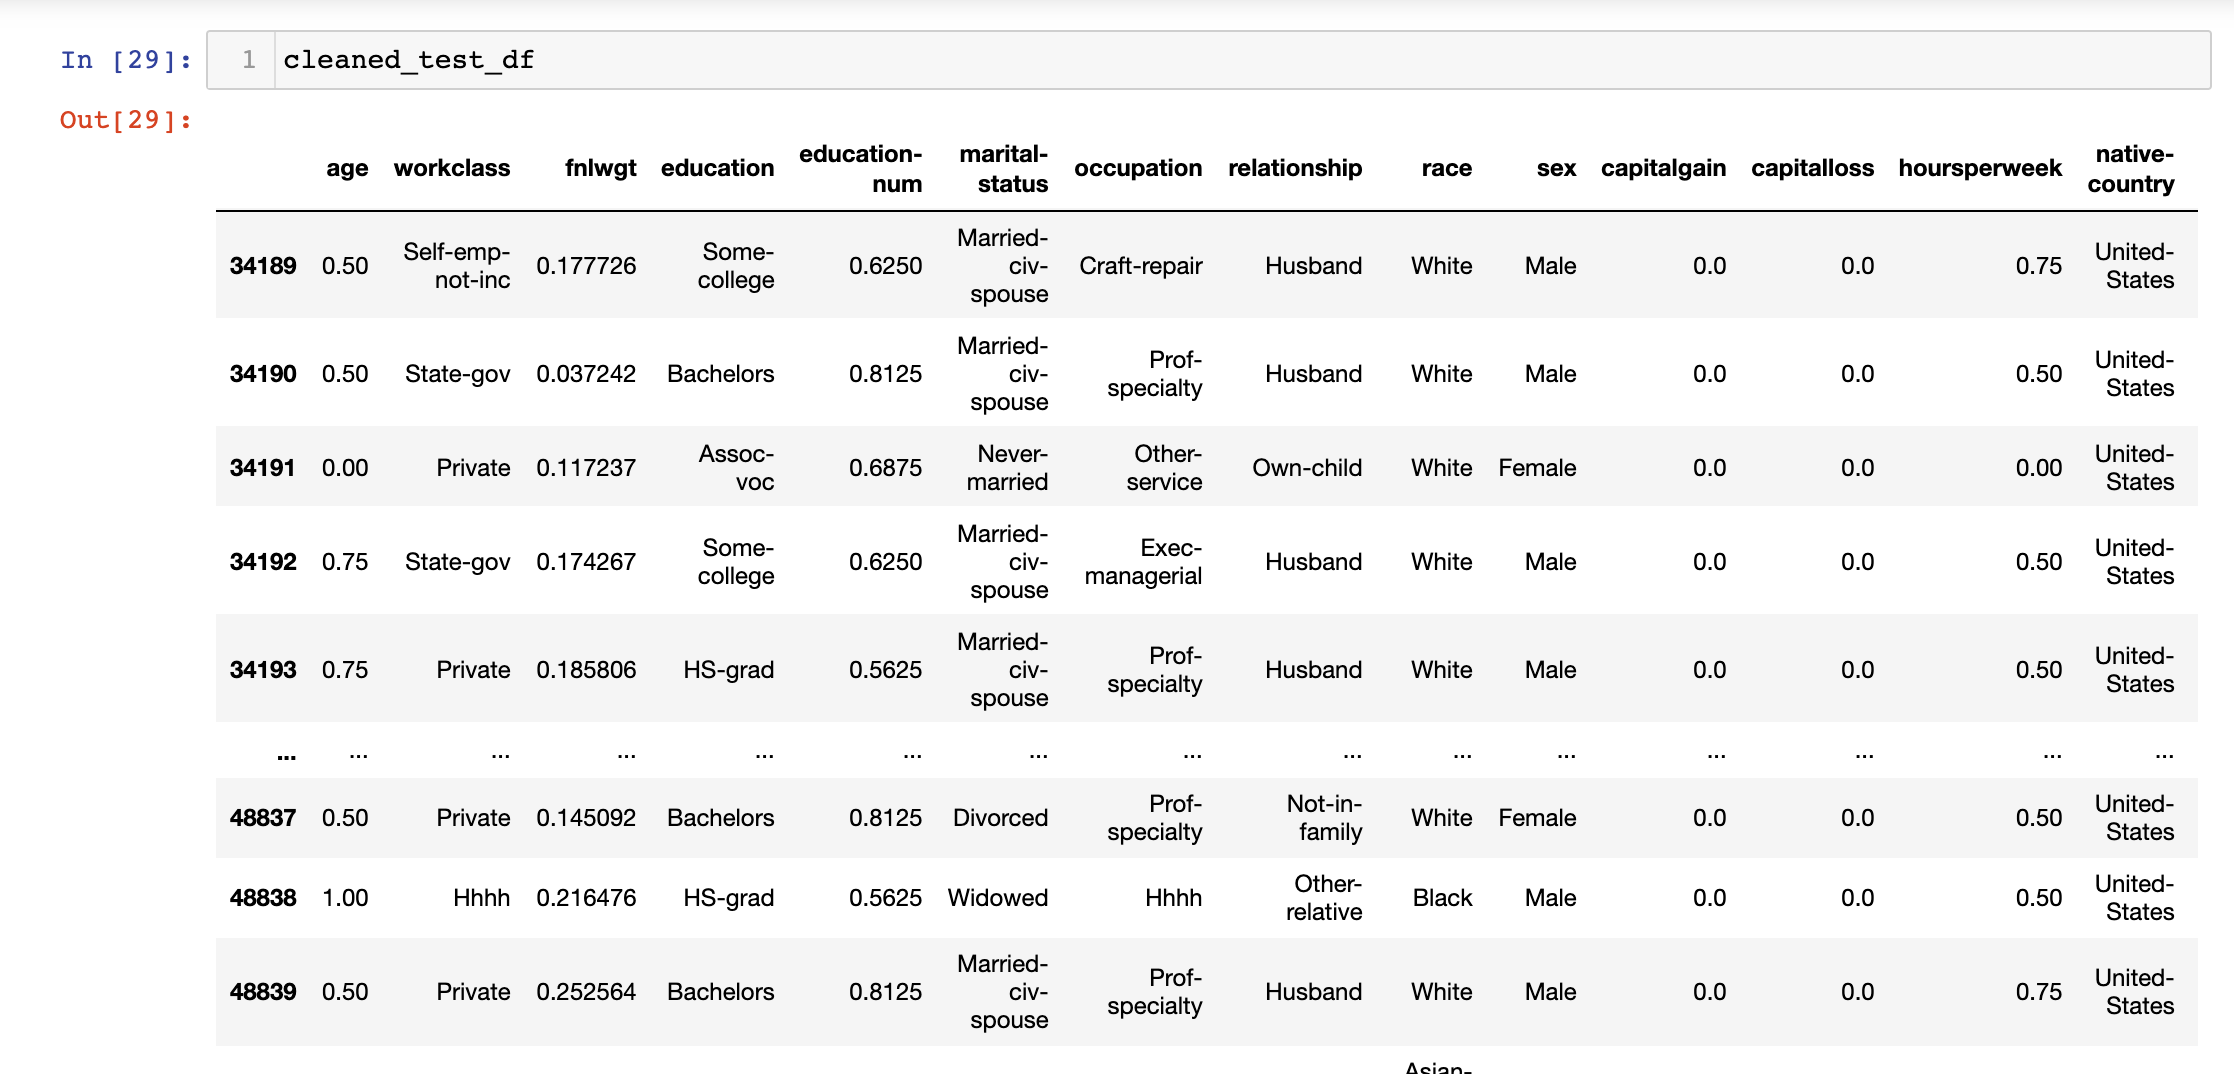 In [29]: 1 cleaned_test_df
Out[29]:
age workclass fnlwgt education education-num marital-status occupation relationship race sex capitalgain capitalloss hoursperweek native-country
34189 0.50 Self-emp-not-inc 0.177726 Some-college 0.6250 Married-civ-spouse Craft-repair Husband White Male 0.0 0.0 0.75 United-States
34190 0.50 State-gov 0.037242 Bachelors 0.8125 Married-civ-spouse Prof-specialty Husband White Male 0.0 0.0 0.50 United-States
34191 0.00 Private 0.117237 Assoc-voc 0.6875 Never-married Other-service Own-child White Female 0.0 0.0 0.00 United-States
34192 0.75 State-gov 0.174267 Some-college 0.6250 Married-civ-spouse Exec-managerial Husband White Male 0.0 0.0 0.50 United-States
34193 0.75 Private 0.185806 HS-grad 0.5625 Married-civ-spouse Prof-specialty Husband White Male 0.0 0.0 0.50 United-States
... ... ... ... ... ... ... ... ... ... ... ... ... ... ...
48837 0.50 Private 0.145092 Bachelors 0.8125 Divorced Prof-specialty Not-in-family White Female 0.0 0.0 0.50 United-States
48838 1.00 Hhhh 0.216476 HS-grad 0.5625 Widowed Hhhh Other-relative Black Male 0.0 0.0 0.50 United-States
48839 0.50 Private 0.252564 Bachelors 0.8125 Married-civ-spouse Prof-specialty Husband White Male 0.0 0.0 0.75 United-States
Asian-